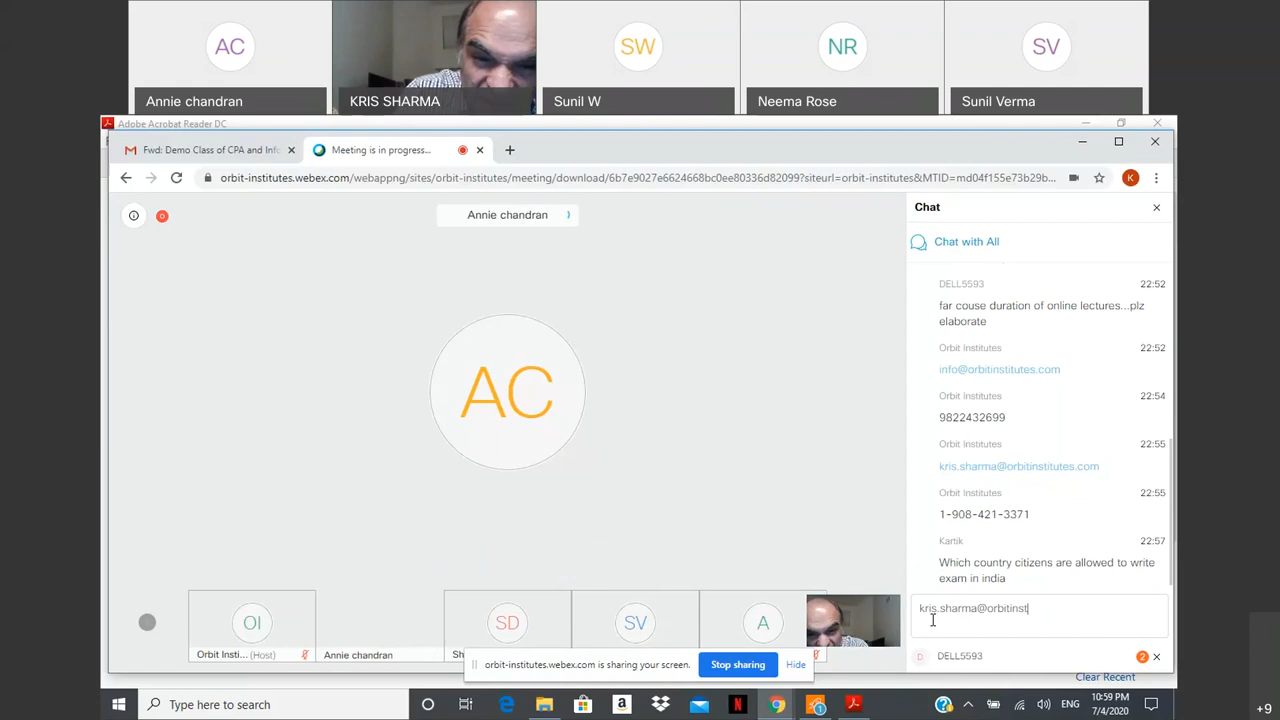 AC
SW
NR
SV
Annie chandran
KRIS SHARMA
Sunil W
Neema Rose
Sunil Verma
Adobe Acrobat Reader DC
Fwd: Demo Class of CPA and Info
Meeting is in progress...
orbit-institutes.webex.com/webappng/sites/orbit-institutes/meeting/download/6b7e9027e6624668bc0ee80336d82099?siteurl=orbit-institutes&MTID=md04f155e73b29b...
K
Annie chandran
Chat
Chat with All
DELL5593 22:52
far couse duration of online lectures...plz
elaborate
Orbit Institutes 22:52
info@orbitinstitutes.com
Orbit Institutes 22:54
9822432699
Orbit Institutes 22:55
kris.sharma@orbitinstitutes.com
Orbit Institutes 22:55
1-908-421-3371
Kartik 22:57
Which country citizens are allowed to write
exam in india
kris.sharma@orbitinst
D DELL5593 2
AC
OI
SD
SV
A
Orbit Insti... (Host)
Annie chandran
orbit-institutes.webex.com is sharing your screen.
Stop sharing
Hide
Clear Recent
Type here to search
ENG
10:59 PM
7/4/2020
+9